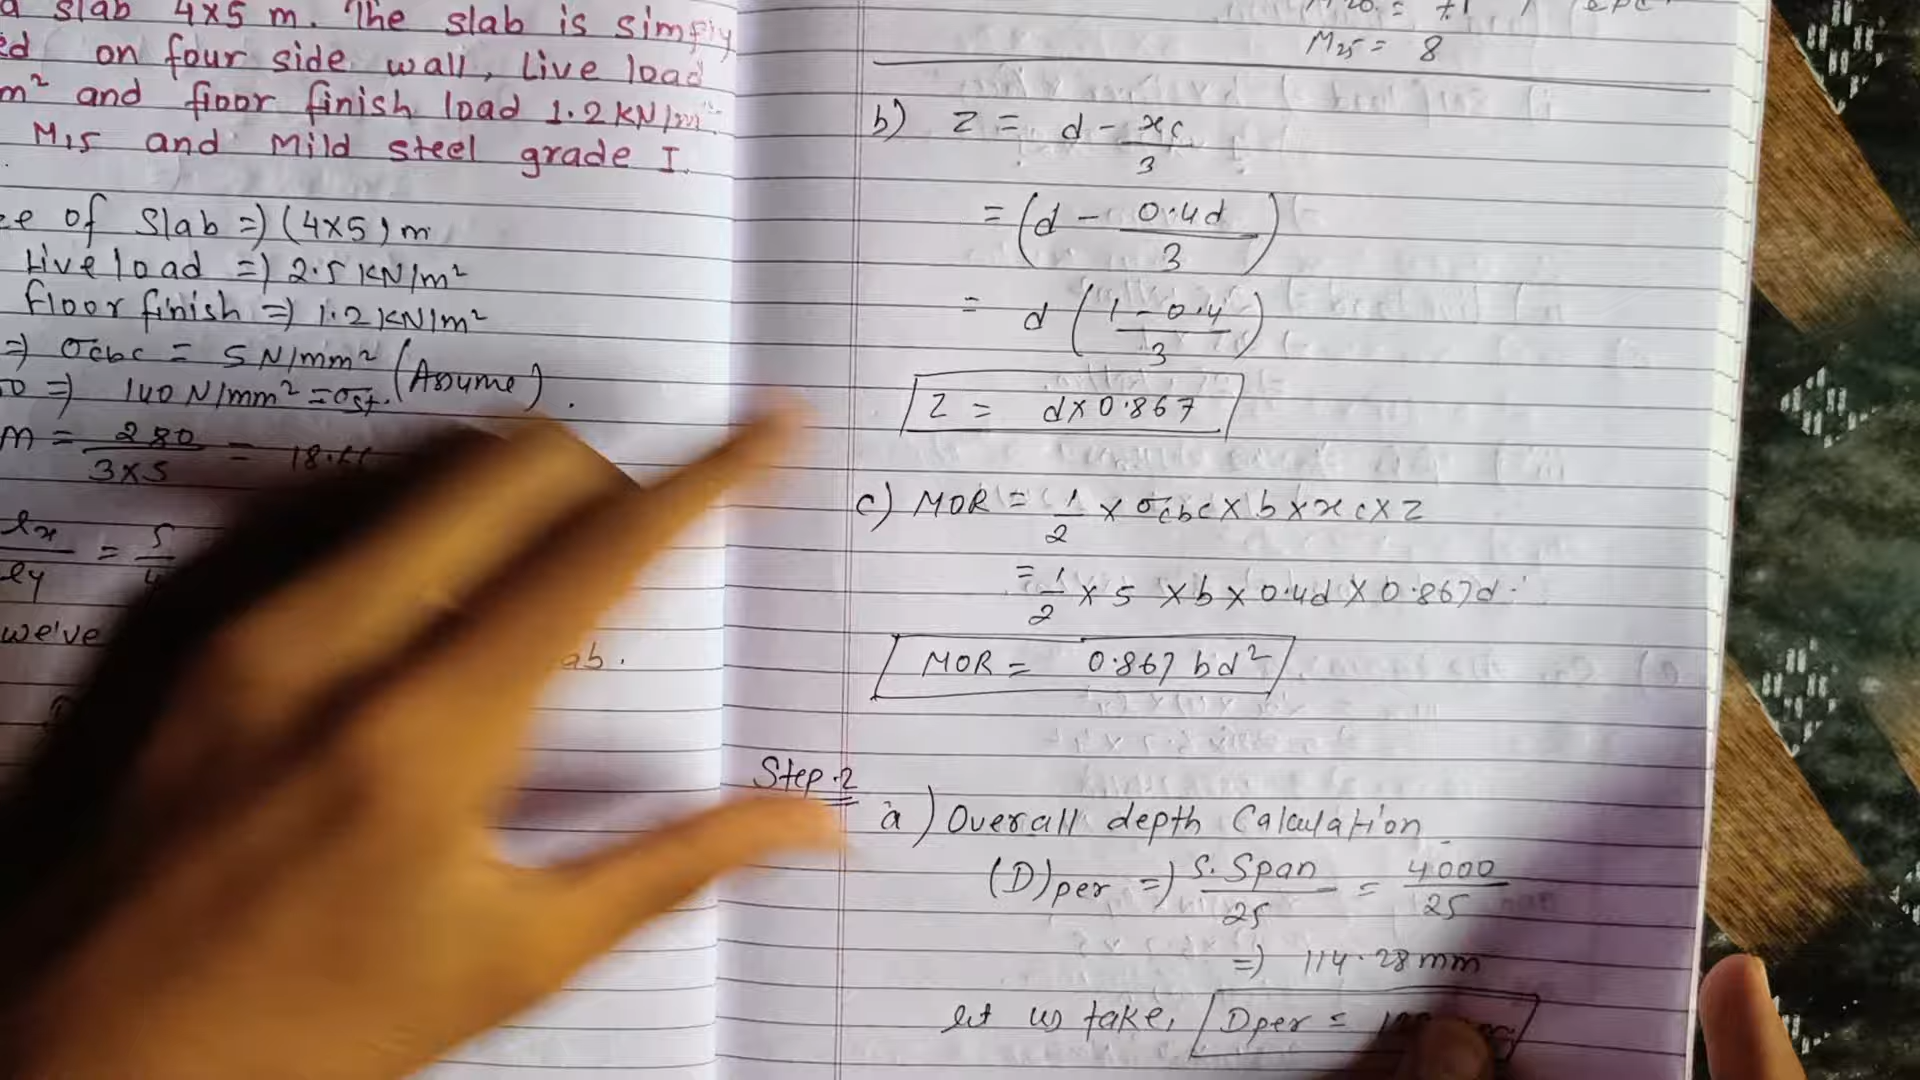 a slab 4x5 m. The slab is simply
ed on four side wall, Live load
m² and floor finish load 1.2 KN/m²
M15 and Mild steel grade I.
of Slab => (4x5) m
Live load => 2.5 KN/m²
Floor finish => 1.2 KN/m²
=> σcbc = 5 N/mm² (Assume).
=> 140 N/mm² = σst.
m = 280 / 3x5 = 18.
lx / ly = 5 / 4
we've
ab.
M25 = 8
b) Z = d - xc / 3
= (d - 0.4d / 3)
= d (1 - 0.4 / 3)
Z = d x 0.867
c) MOR = 1/2 x σcbc x b x xc x Z
= 1/2 x 5 x b x 0.4d x 0.867d
MOR = 0.867 bd²
Step.2
a) Overall depth Calculation
(D)per => S.Span / 25 = 4000 / 25
=> 114.28 mm
let us take, Dper =